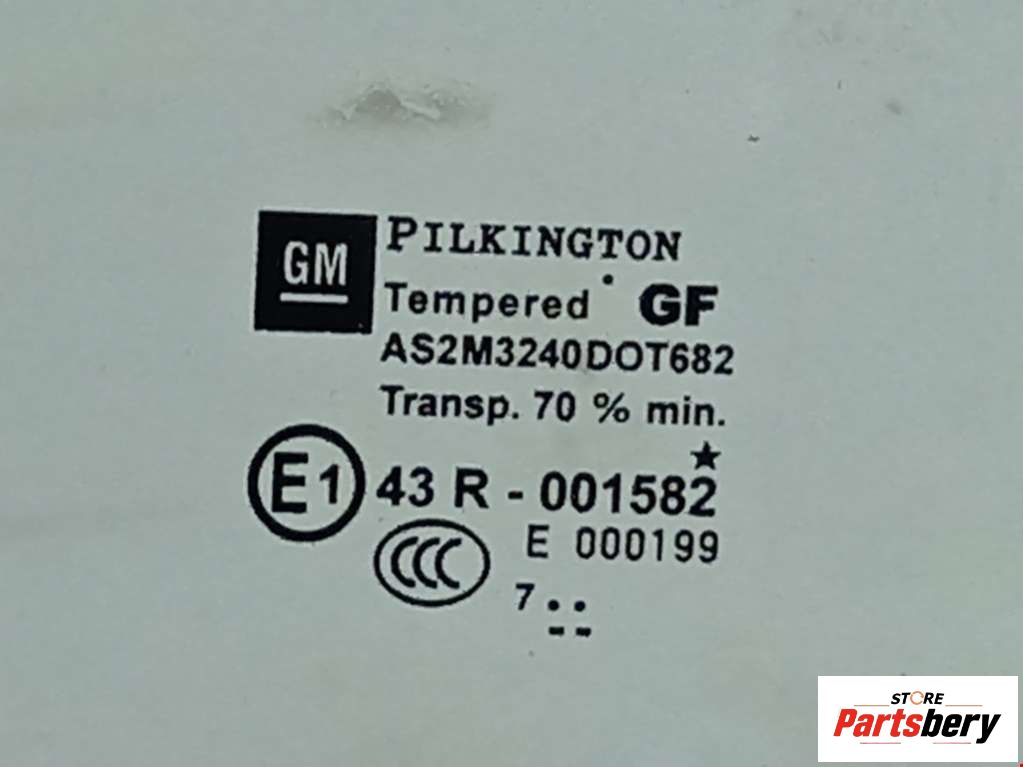 GM
PILKINGTON
Tempered GF
AS2M3240DOT682
Transp. 70 % min.
E1 43 R - 001582
CCC E 000199
7
STORE
Partsbery